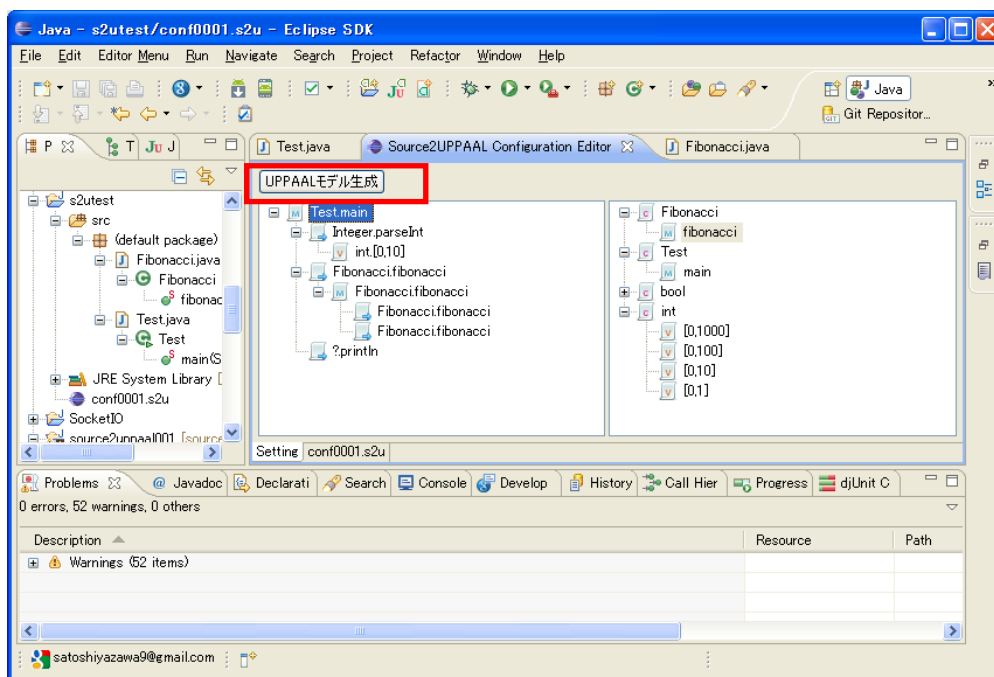 Java - s2utest/conf0001.s2u - Eclipse SDK
File Edit Editor Menu Run Navigate Search Project Refactor Window Help
Java
Git Repositor...
P T Ju J
Test.java Source2UPPAAL Configuration Editor Fibonacci.java
UPPAALモデル生成
s2utest
src
(default package)
Fibonacci.java
Fibonacci
fibonac
Test.java
Test
main(S
JRE System Library [
conf0001.s2u
SocketIO
source2uppaal001 [source
Test.main
Integer.parseInt
int.[0,10]
Fibonacci.fibonacci
Fibonacci.fibonacci
Fibonacci.fibonacci
Fibonacci.fibonacci
?.println
Fibonacci
fibonacci
Test
main
bool
int
[0,1000]
[0,100]
[0,10]
[0,1]
Setting conf0001.s2u
Problems @ Javadoc Declarati Search Console Develop History Call Hier Progress djUnit C
0 errors, 52 warnings, 0 others
Description Resource Path
Warnings (52 items)
satoshiyazawa9@gmail.com